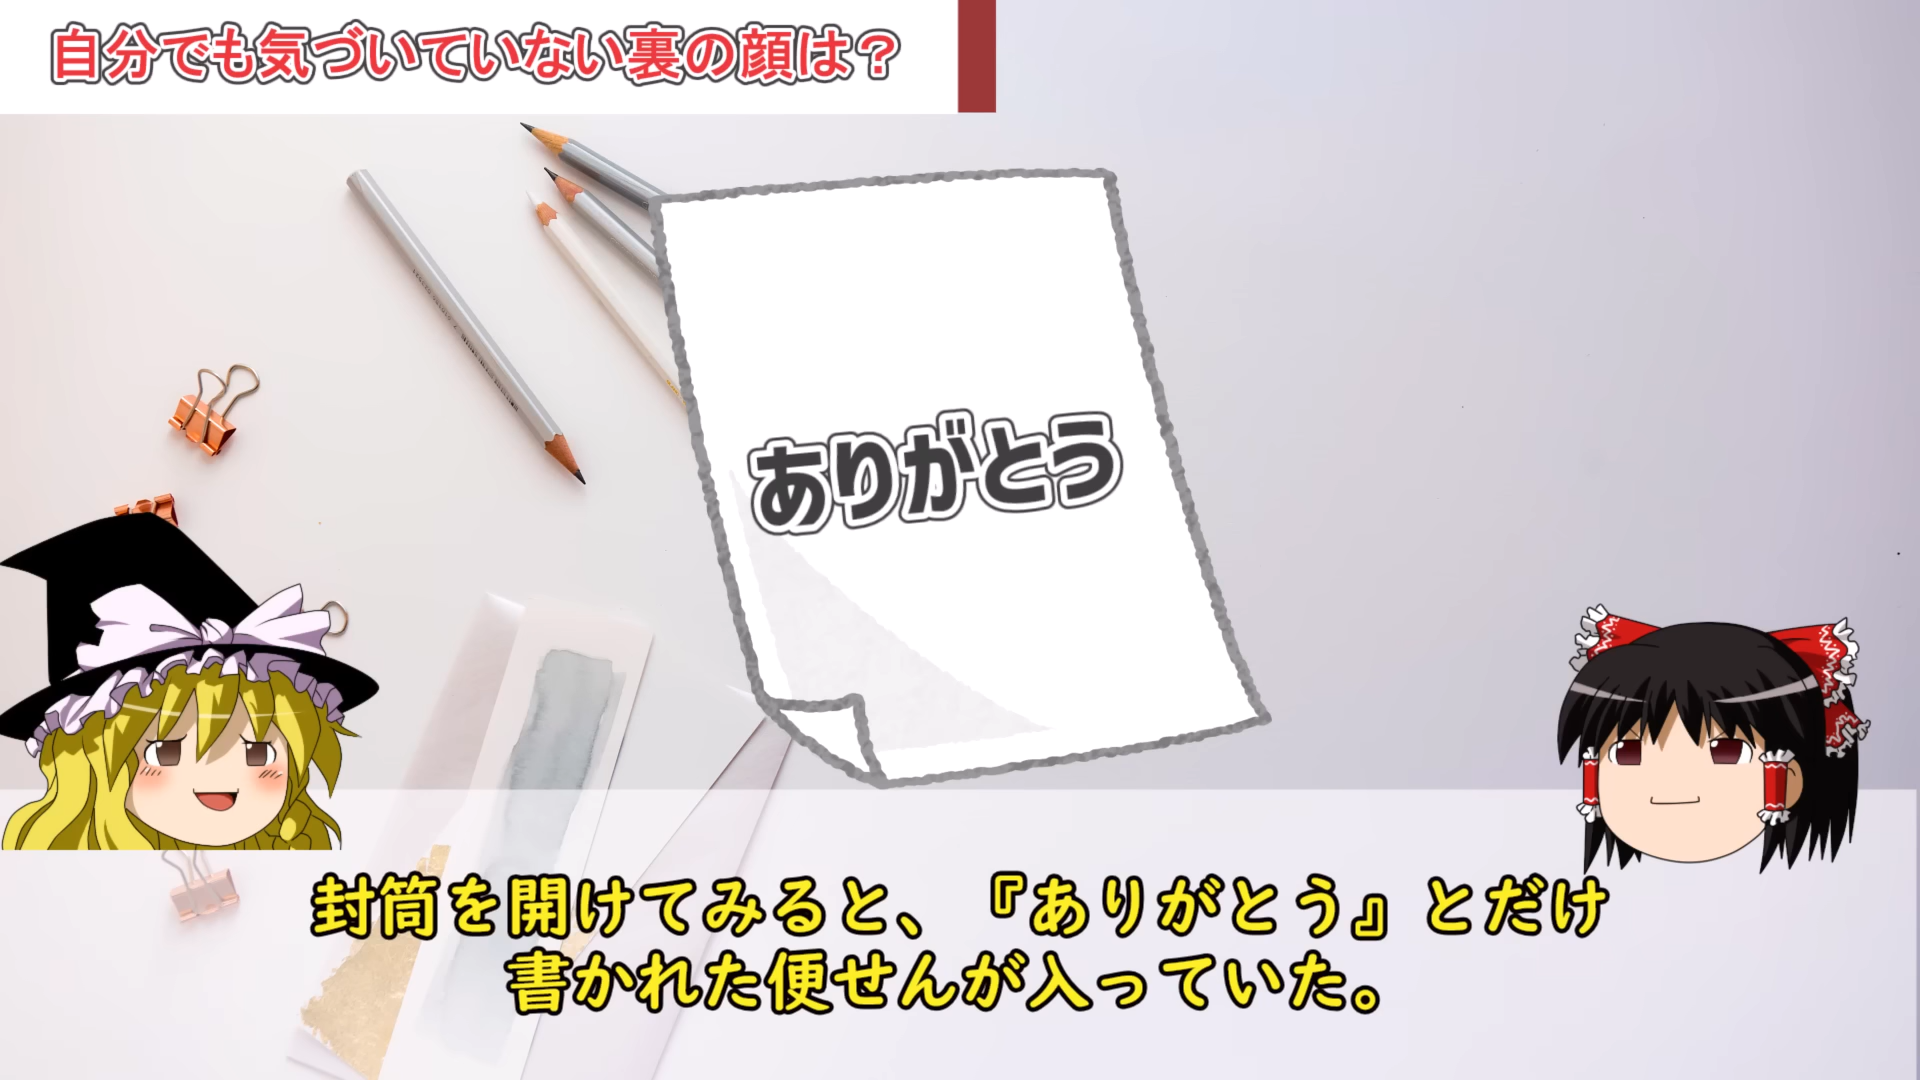 自分でも気づいていない裏の顔は？
ありがとう
封筒を開けてみると、『ありがとう』とだけ
書かれた便せんが入っていた。